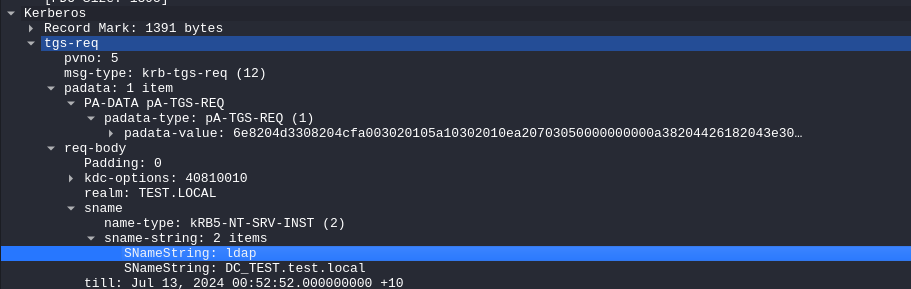 Kerberos
Record Mark: 1391 bytes
tgs-req
pvno: 5
msg-type: krb-tgs-req (12)
padata: 1 item
PA-DATA pA-TGS-REQ
padata-type: pA-TGS-REQ (1)
padata-value: 6e8204d3308204cfa003020105a10302010ea20703050000000000a38204426182043e30…
req-body
Padding: 0
kdc-options: 40810010
realm: TEST.LOCAL
sname
name-type: kRB5-NT-SRV-INST (2)
sname-string: 2 items
SNameString: ldap
SNameString: DC_TEST.test.local
till: Jul 13, 2024 00:52:52.000000000 +10